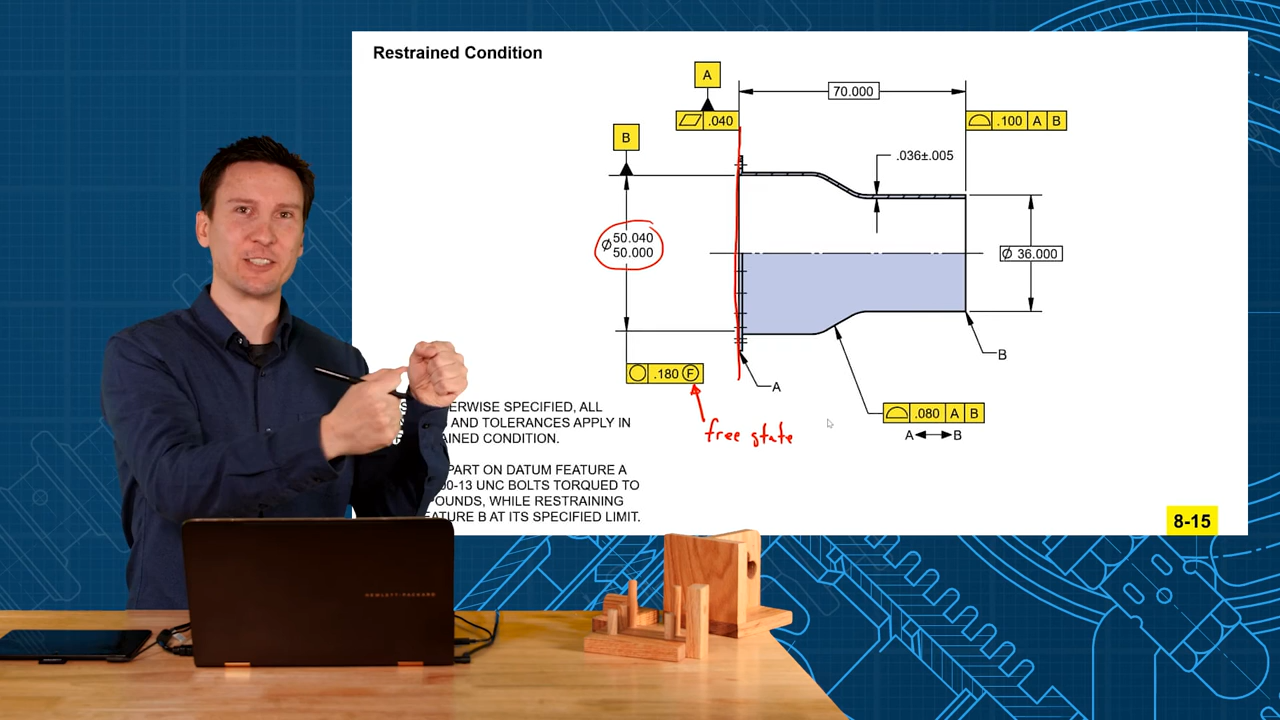 Restrained Condition
A
70.000
.040
.100 A B
B
.036±.005
Ø 50.040
50.000
Ø 36.000
B
.180 Ⓕ
A
.080 A B
free state
A B
ERWISE SPECIFIED, ALL
AND TOLERANCES APPLY IN
AINED CONDITION.
PART ON DATUM FEATURE A
00-13 UNC BOLTS TORQUED TO
OUNDS, WHILE RESTRAINING
EATURE B AT ITS SPECIFIED LIMIT.
8-15
HEWLETT-PACKARD